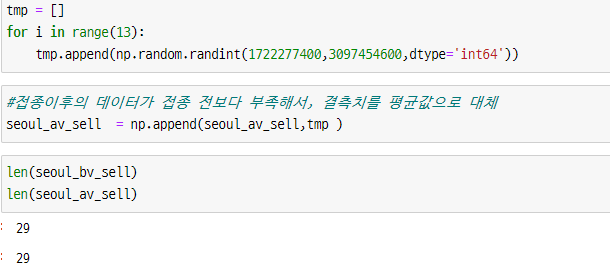 tmp = []
for i in range(13):
    tmp.append(np.random.randint(1722277400,3097454600,dtype='int64'))
#접종이후의 데이터가 접종 전보다 부족해서, 결측치를 평균값으로 대체
seoul_av_sell  = np.append(seoul_av_sell,tmp )
len(seoul_bv_sell)
len(seoul_av_sell)
: 29
: 29